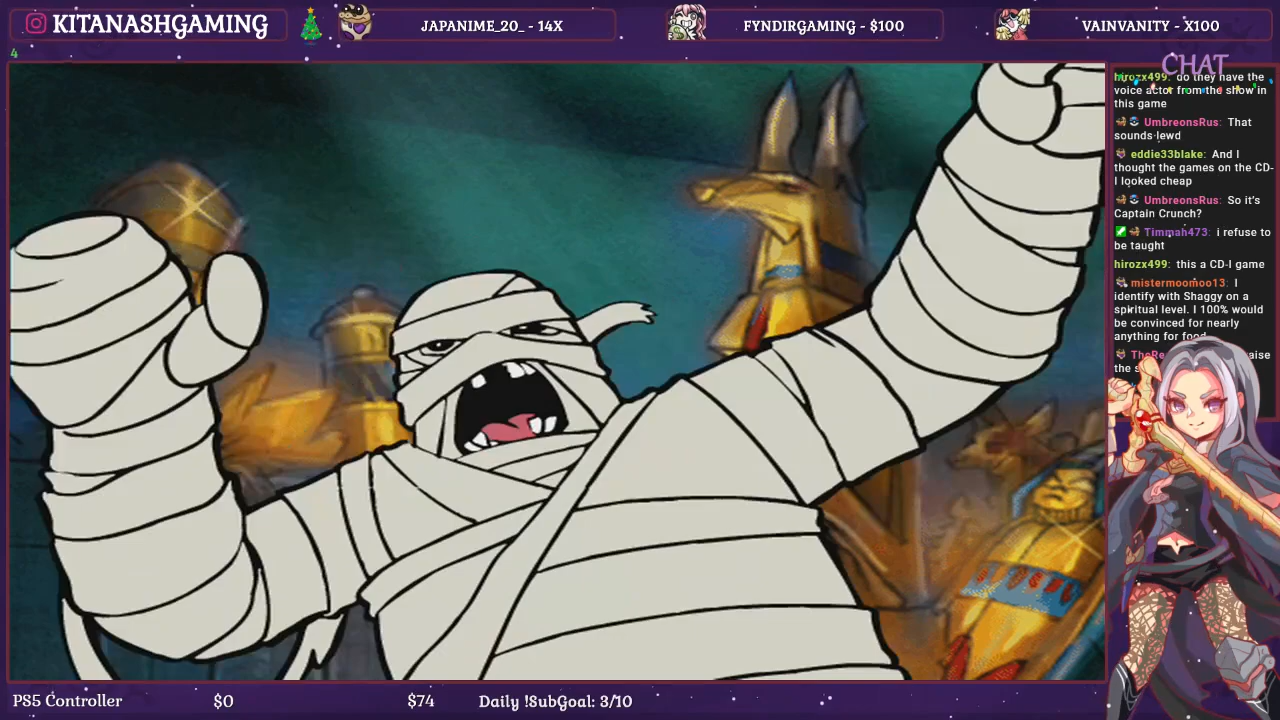 KITANASHGAMING
JAPANIME_20_ - 14X
FYNDIRGAMING - $100
VAINVANITY - X100
4
CHAT
hirozx499: do they have the
voice actor from the show in
this game
UmbreonsRus: That
sounds lewd
eddie33blake: And I
thought the games on the CD-
I looked cheap
UmbreonsRus: So it's
Captain Crunch?
Timmah473: i refuse to
be taught
hirozx499: this a CD-I game
mistermoomoo13: I
identify with Shaggy on a
spiritual level. I 100% would
be convinced for nearly
anything for food
the
PS5 Controller
$0
$74
Daily !SubGoal: 3/10